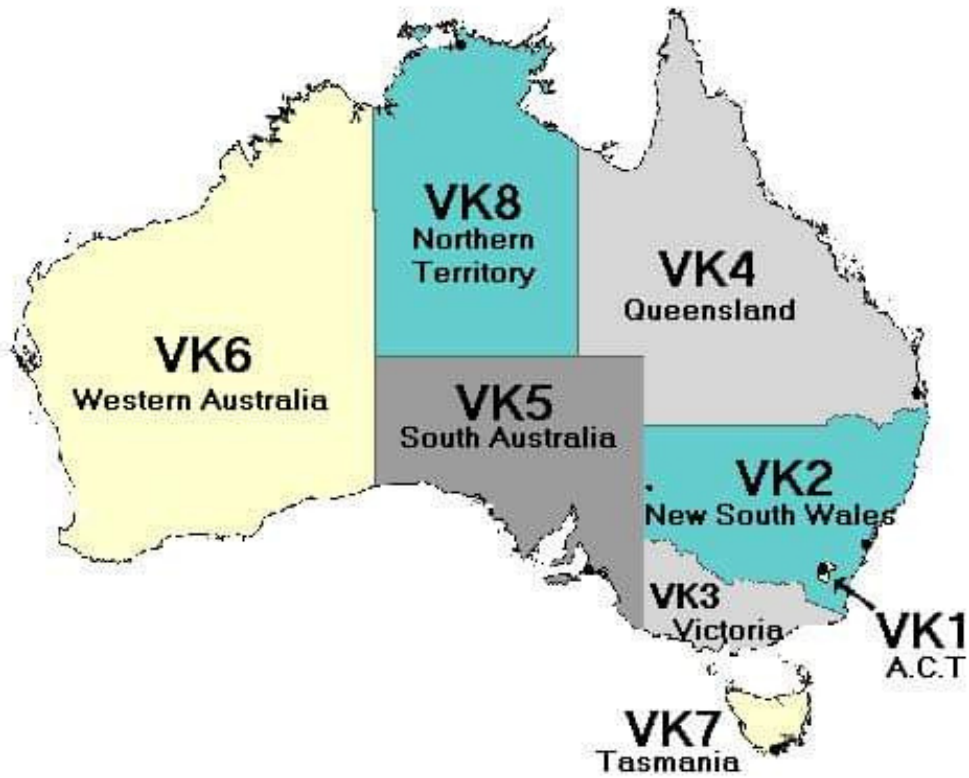 VK8
Northern
Territory
VK4
Queensland
VK6
Western Australia
VK5
South Australia
VK2
New South Wales
VK3
Victoria
VK1
A.C.T
VK7
Tasmania